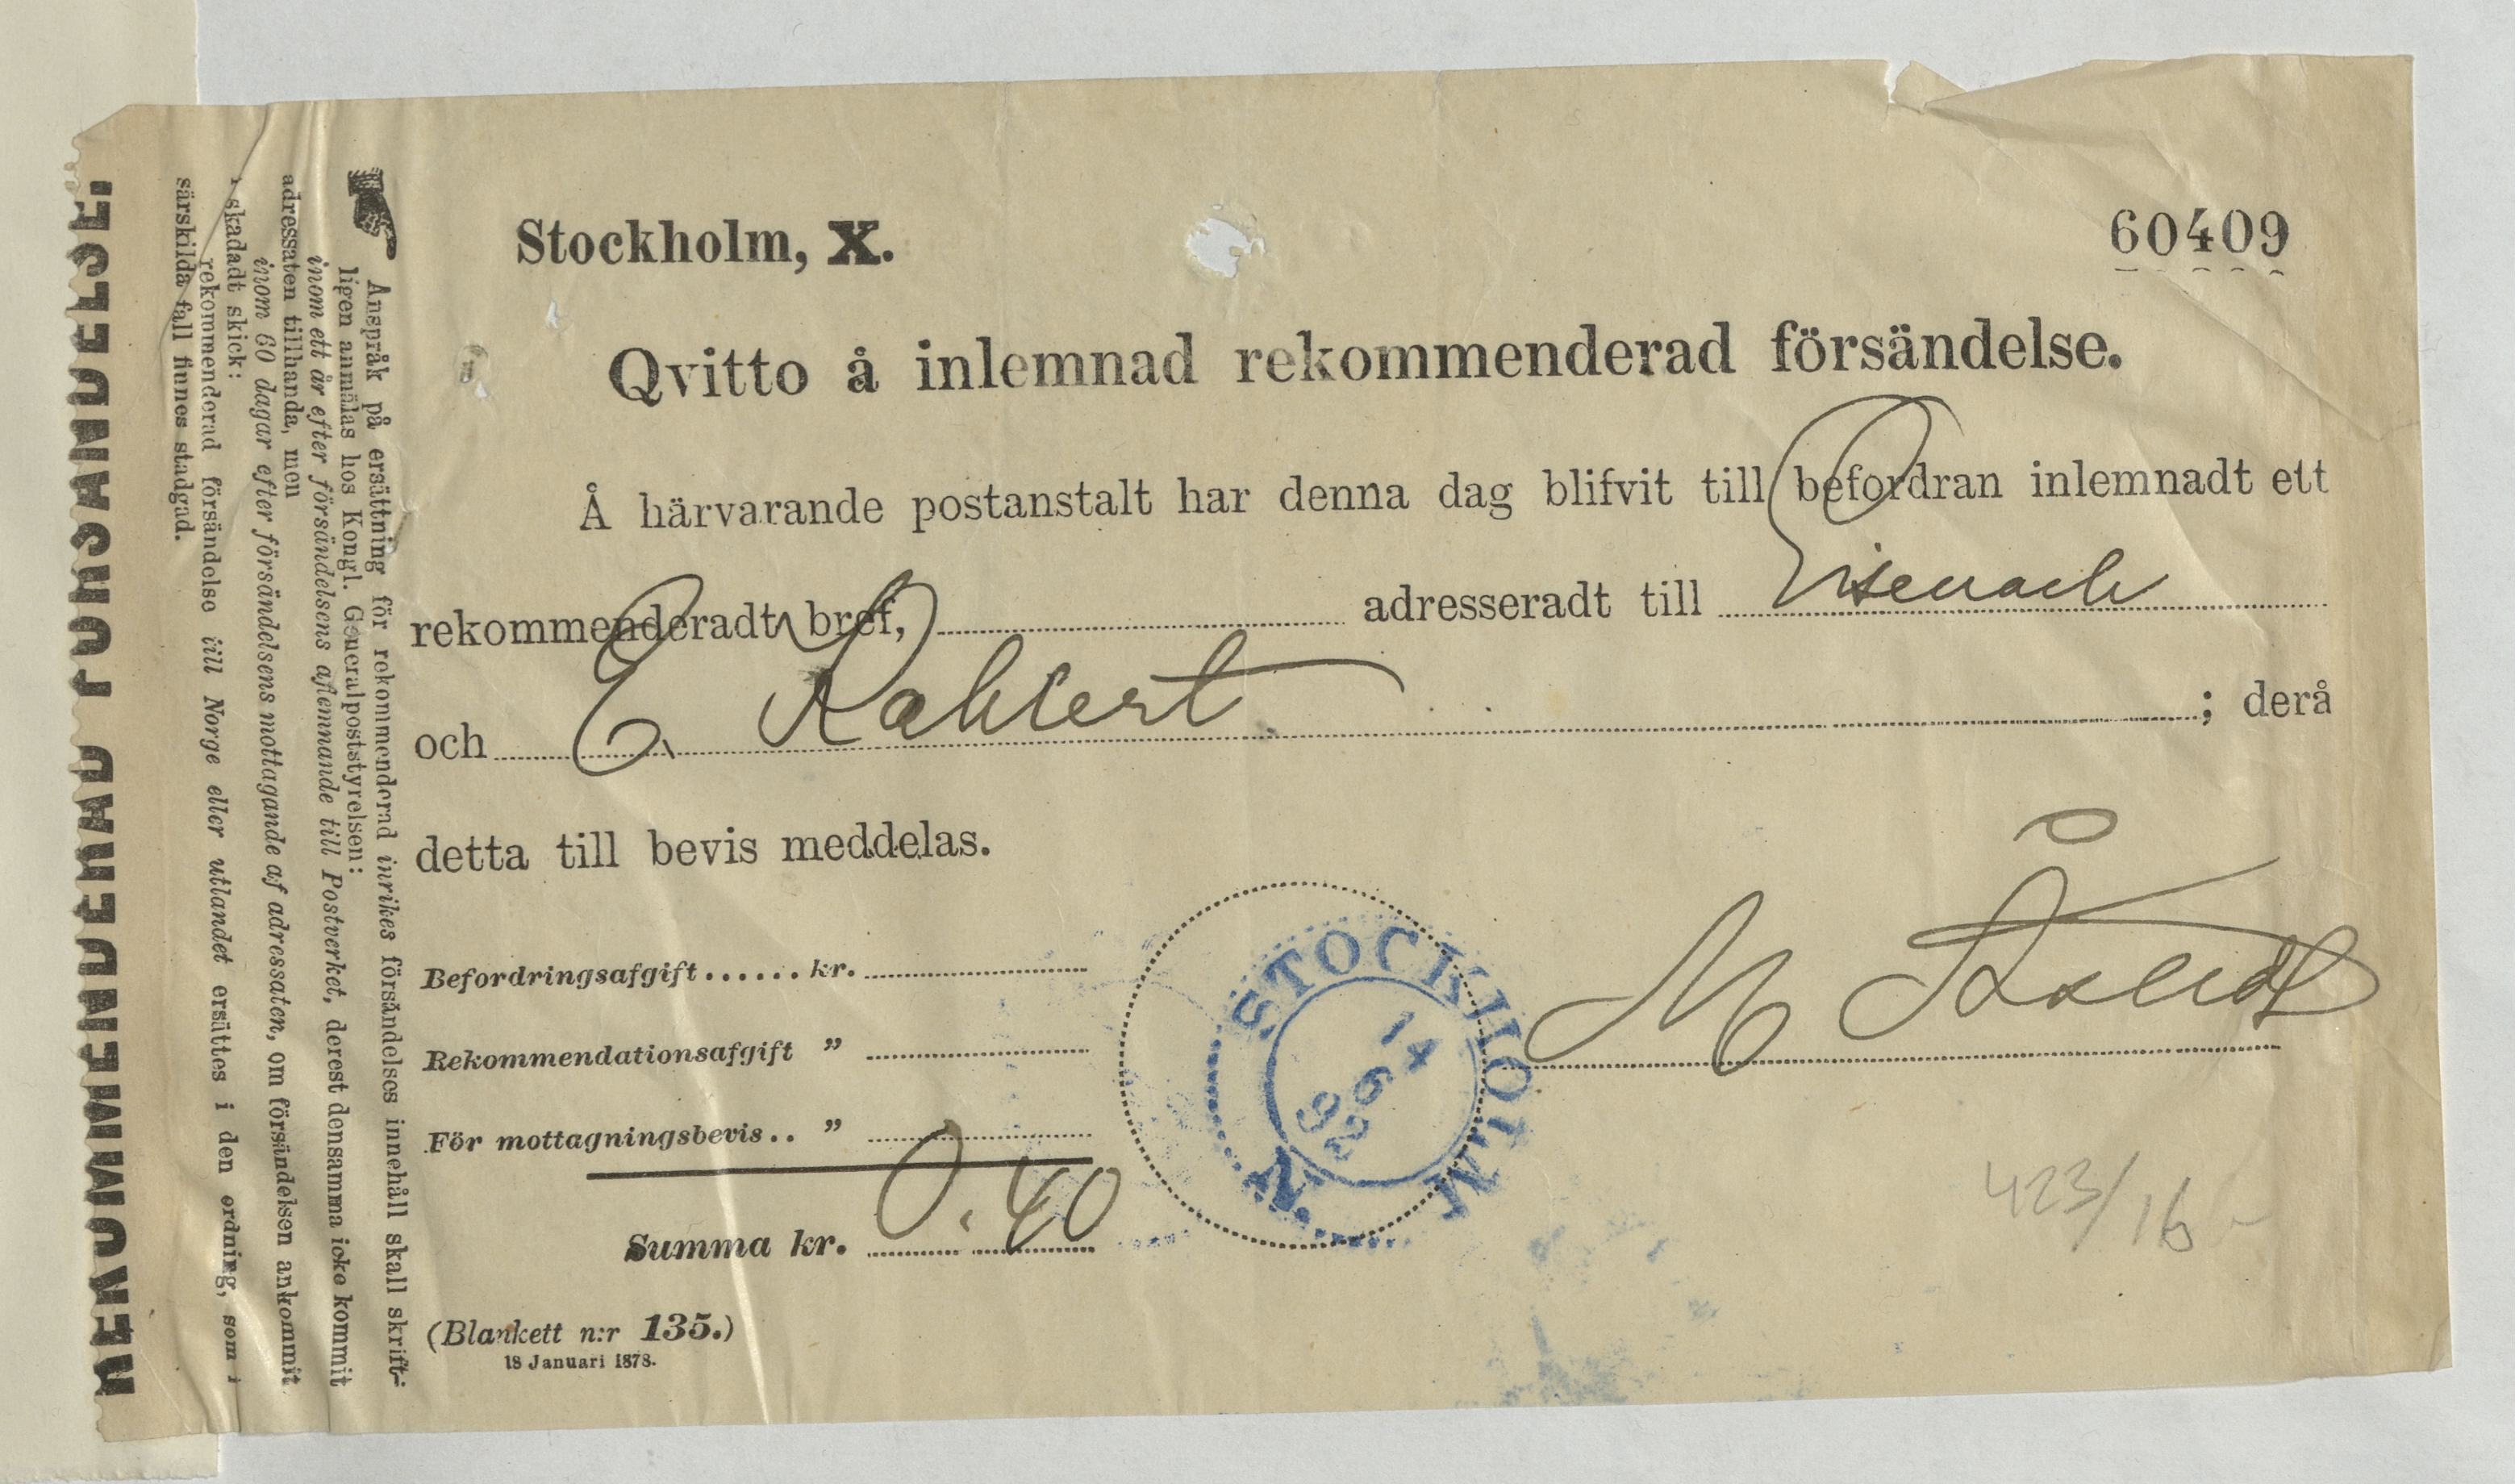 Stockholm, X.
60409
Qvitto å inlemnad rekommenderad försändelse.
Å härvarande postanstalt har denna dag blifvit till befordran inlemnadt ett
rekommenderadt bref, adresseradt till Eisenach
och E. Kahlert ; derå
detta till bevis meddelas.
Befordringsafgift...... kr.
Rekommendationsafgift ”
För mottagningsbevis.. ”
Summa kr. 0.40
(Blankett n:r 135.)
18 Januari 1878.
STOCKHOLM
14
6
92
N.
M
423/16
Anspråk på ersättning för rekommenderad inrikes försändelses innehåll skall skrift-
ligen anmälas hos Kongl. Generalpoststyrelsen:
inom ett år efter försändelsens aflemnande till Postverket, derest densamma icke kommit
adressaten tillhanda, men
inom 60 dagar efter försändelsens mottagande af adressaten, om försändelsen ankommit
i skadadt skick:
rekommenderad försändelse till Norge eller utlandet ersättes i den ordning, som i
särskilda fall finnes stadgad.
REKOMMENDERAD FÖRSÄNDELSE.